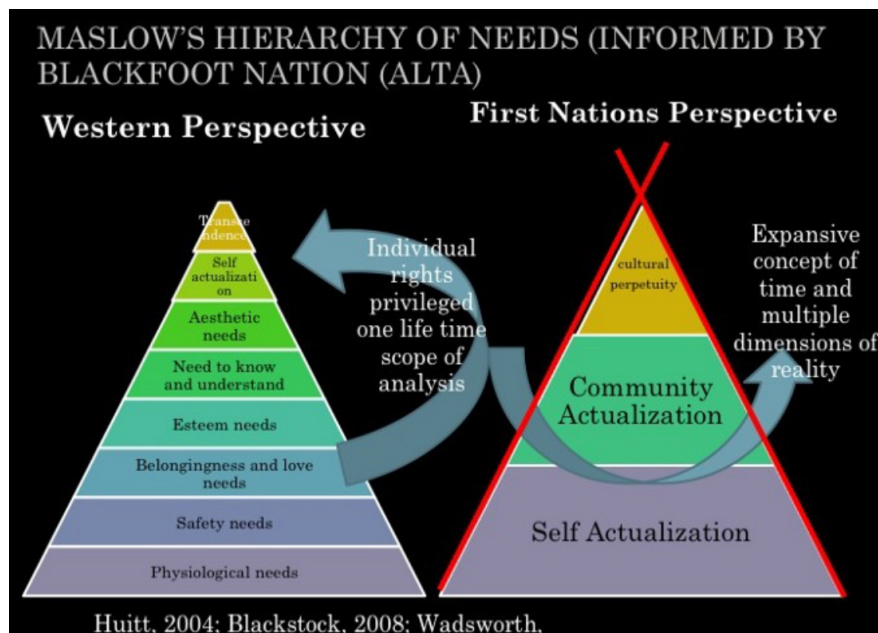 MASLOW'S HIERARCHY OF NEEDS (INFORMED BY
BLACKFOOT NATION (ALTA)
Western Perspective
Transce
ndence
Self
actualizati
on
Aesthetic
needs
Need to know
and understand
Esteem needs
Belongingness and love
needs
Safety needs
Physiological needs
Individual
rights
privileged
one life time
scope of
analysis
First Nations Perspective
cultural
perpetuity
Community
Actualization
Self Actualization
Expansive
concept of
time and
multiple
dimensions of
reality
Huitt, 2004; Blackstock, 2008; Wadsworth,